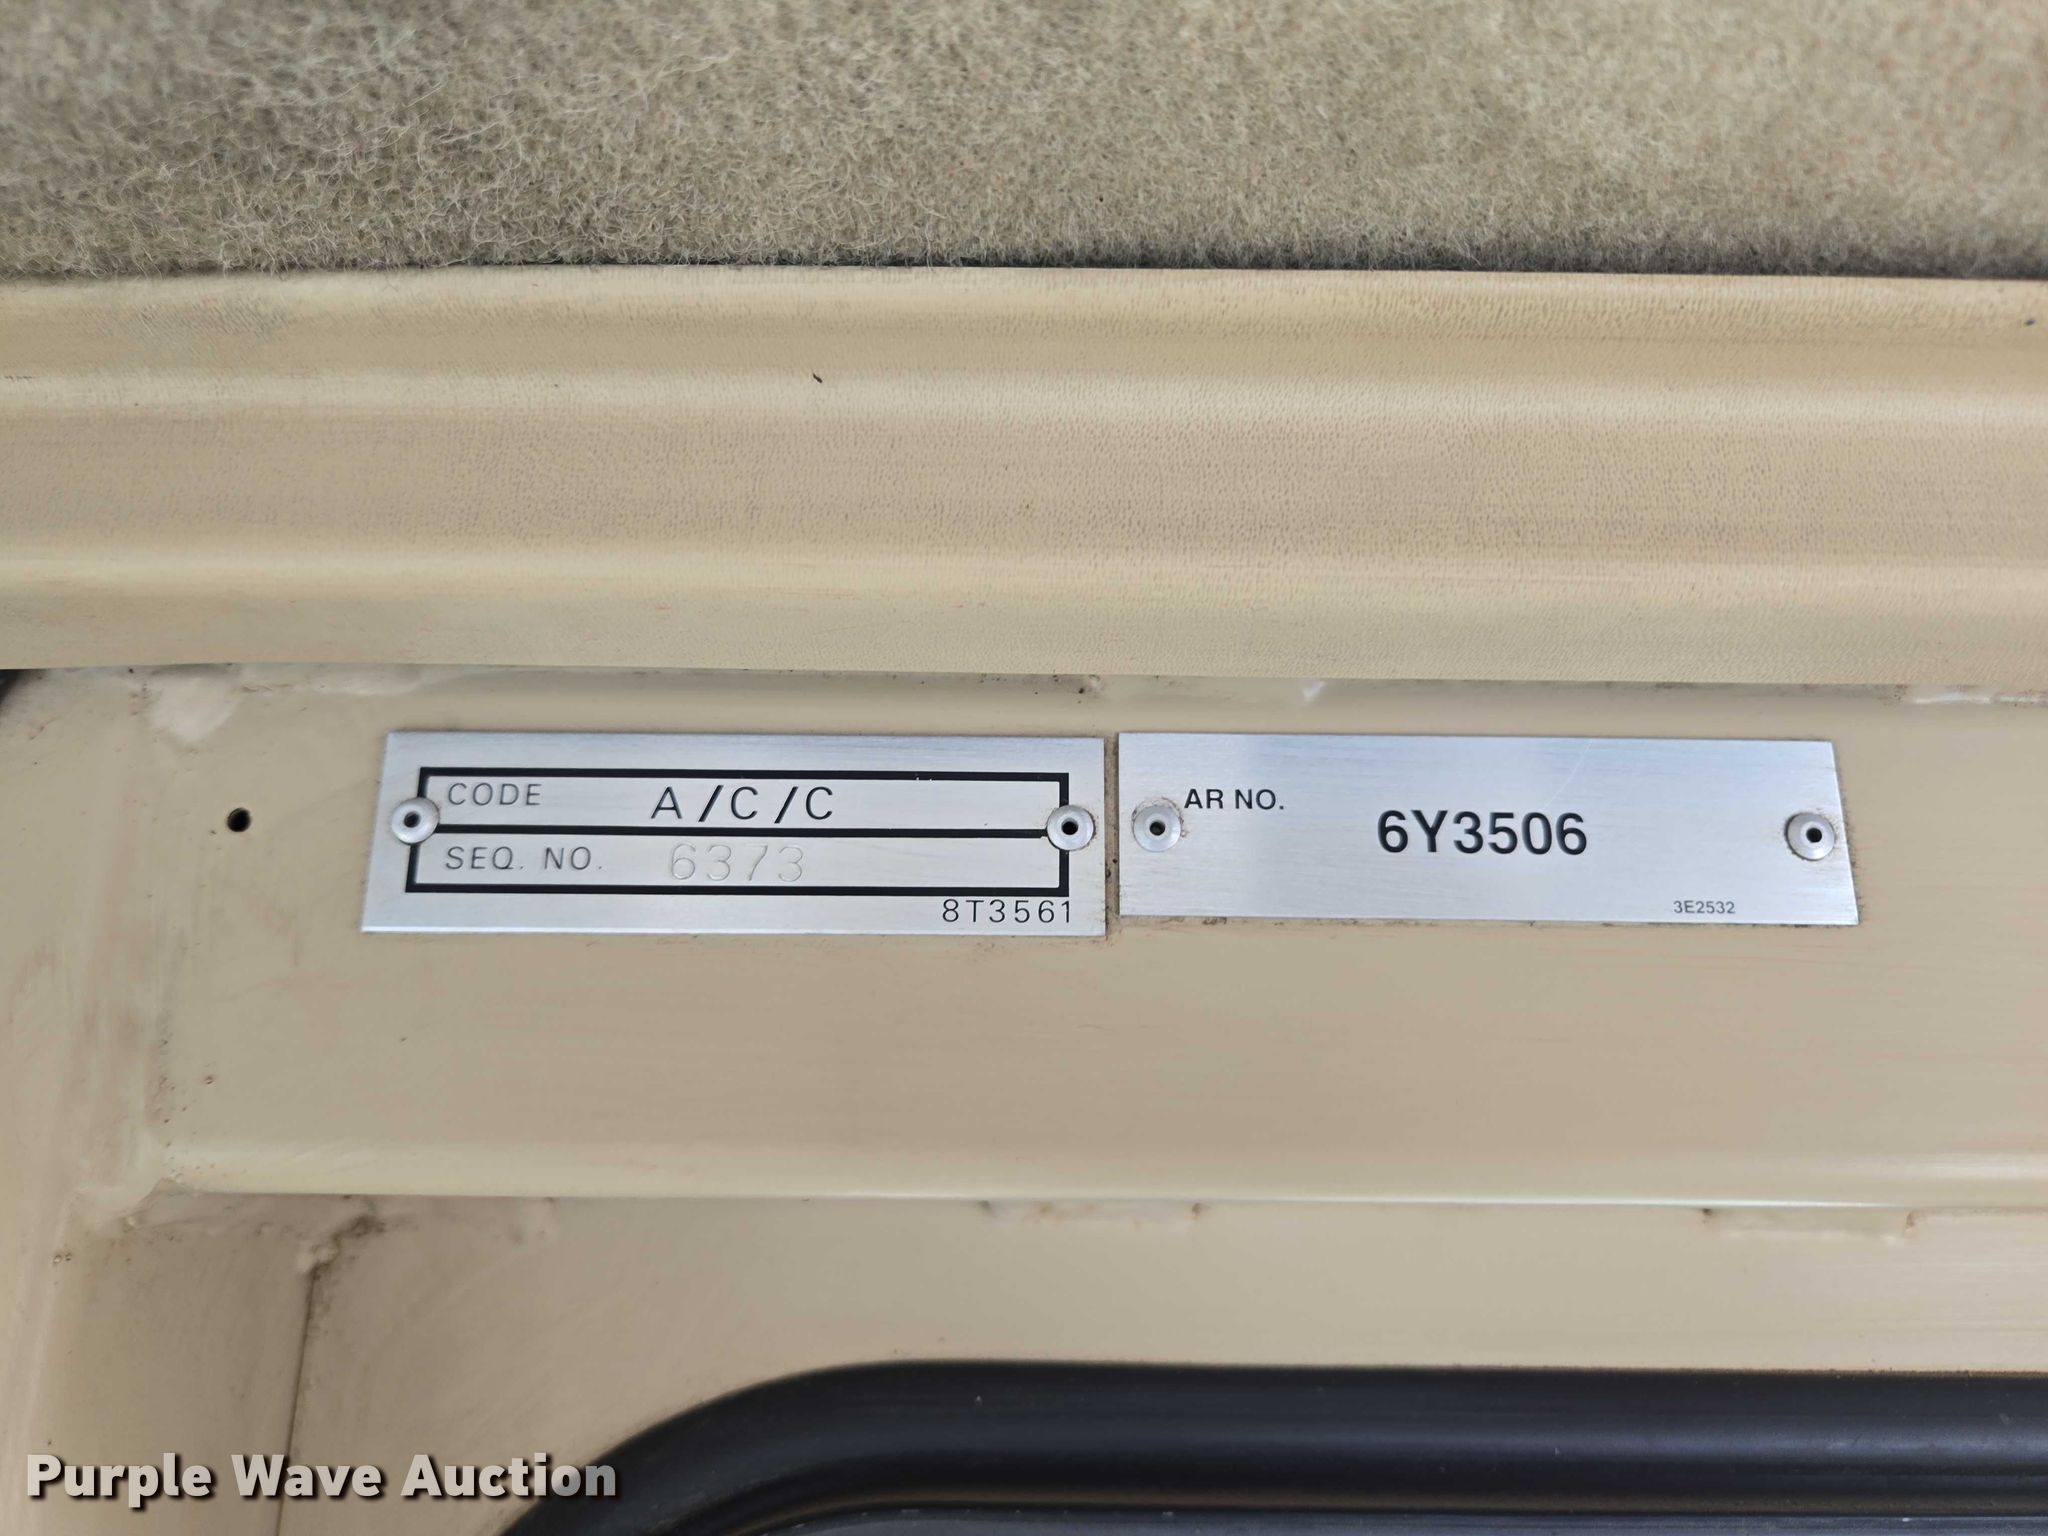 CODE A/C/C
SEQ. NO. 6373
8T3561
AR NO. 6Y3506
3E2532
Purple Wave Auction